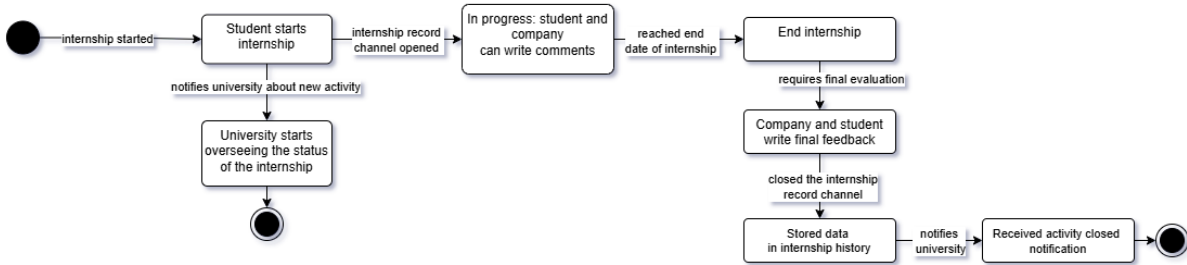 internship started
Student starts
internship
internship record
channel opened
In progress: student and
company
can write comments
reached end
date of internship
End internship
notifies university about new activity
requires final evaluation
University starts
overseeing the status
of the internship
Company and student
write final feedback
closed the internship
record channel
Stored data
in internship history
notifies
university
Received activity closed
notification